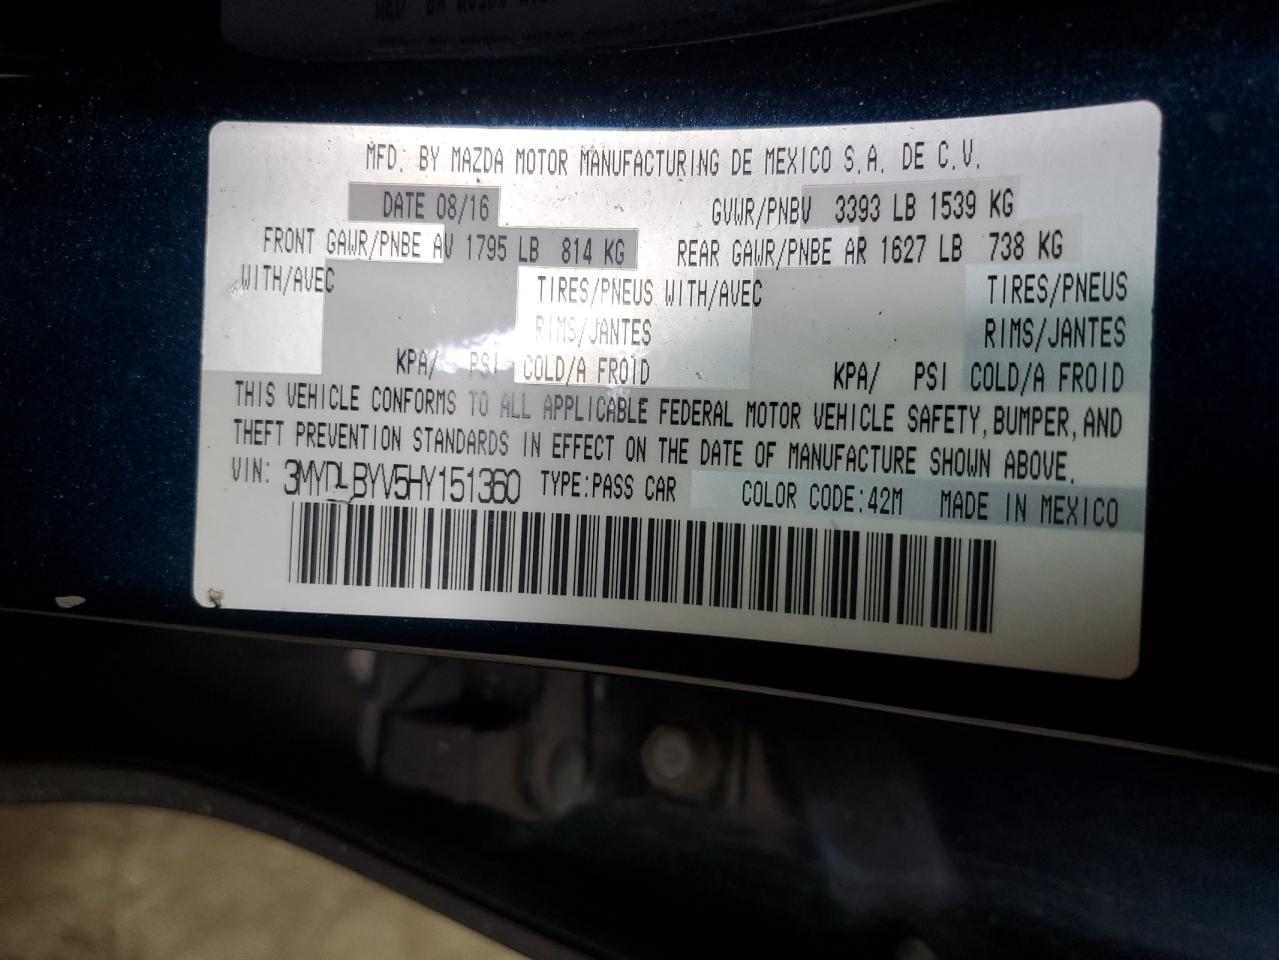 MFD. BY MAZDA MOTOR MANUFACTURING DE MEXICO S.A. DE C.V.
DATE 08/16 GVWR/PNBV 3393 LB 1539 KG
FRONT GAWR/PNBE AV 1795 LB 814 KG REAR GAWR/PNBE AR 1627 LB 738 KG
WITH/AVEC TIRES/PNEUS WITH/AVEC TIRES/PNEUS
RIMS/JANTES RIMS/JANTES
KPA/ PSI COLD/A FROID KPA/ PSI COLD/A FROID
THIS VEHICLE CONFORMS TO ALL APPLICABLE FEDERAL MOTOR VEHICLE SAFETY, BUMPER, AND
THEFT PREVENTION STANDARDS IN EFFECT ON THE DATE OF MANUFACTURE SHOWN ABOVE.
VIN: 3MYDLBYV5HY151360 TYPE:PASS CAR COLOR CODE:42M MADE IN MEXICO